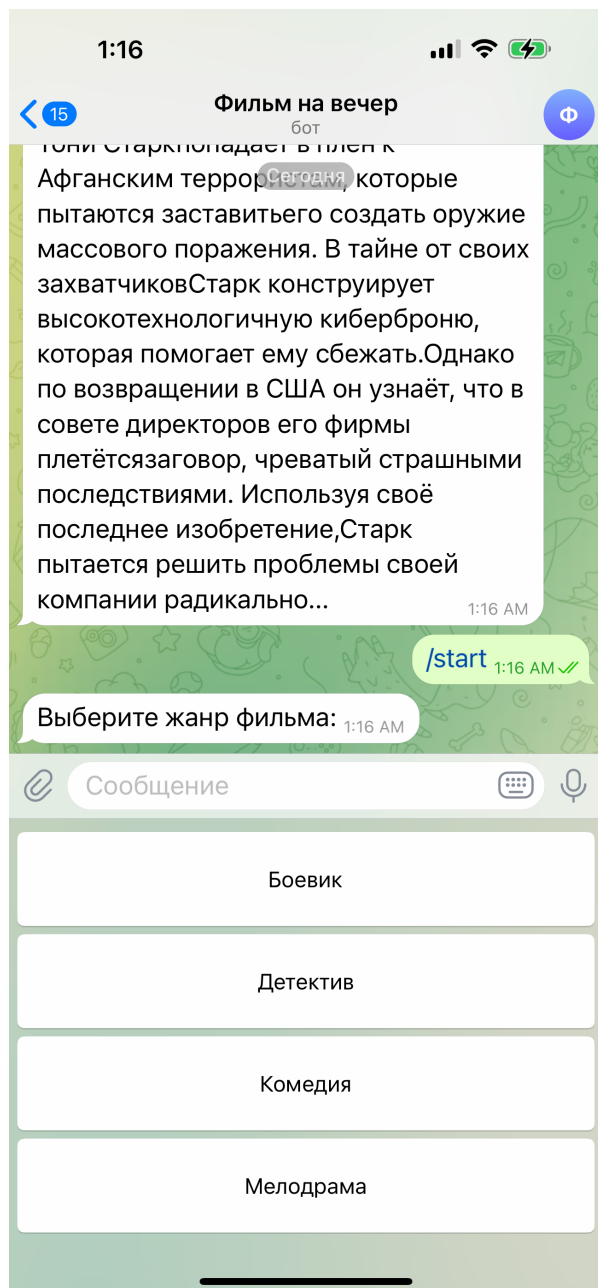 1:16
15
Фильм на вечер
бот
Ф
Тони Старкпопадает в плен к
Сегодня
Афганским террористам, которые
пытаются заставитьего создать оружие
массового поражения. В тайне от своих
захватчиковСтарк конструирует
высокотехнологичную киберброню,
которая помогает ему сбежать.Однако
по возвращении в США он узнаёт, что в
совете директоров его фирмы
плетётсязаговор, чреватый страшными
последствиями. Используя своё
последнее изобретение,Старк
пытается решить проблемы своей
компании радикально...
1:16 AM
/start 1:16 AM
Выберите жанр фильма: 1:16 AM
Сообщение
Боевик
Детектив
Комедия
Мелодрама